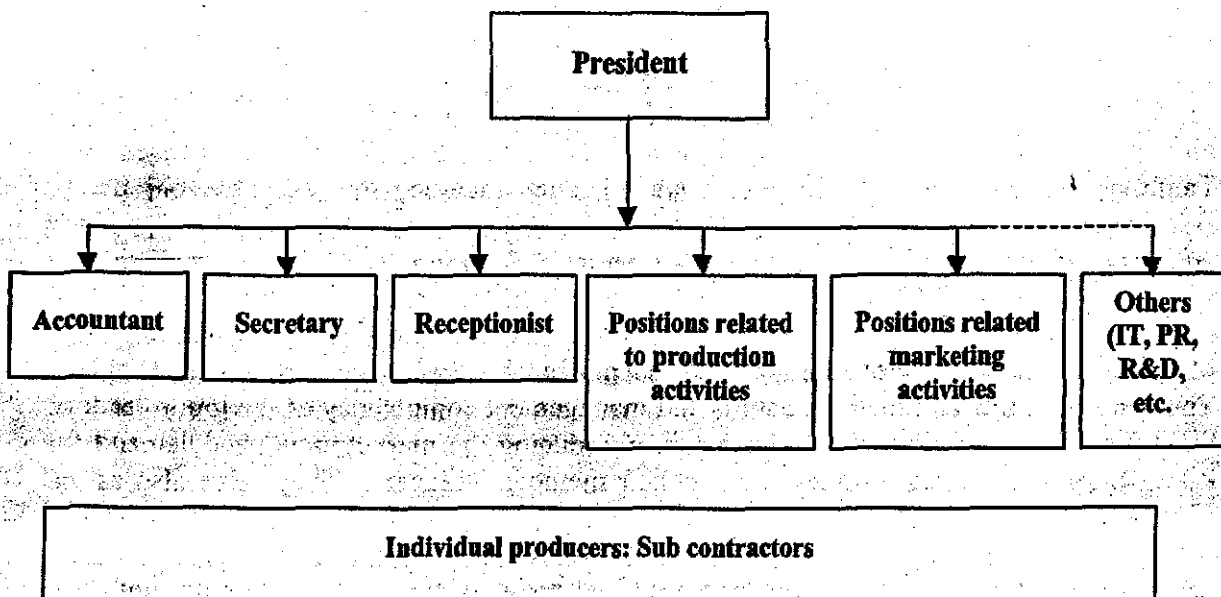 President
Accountant
Secretary
Receptionist
Positions related
to production
activities
Positions related
marketing
activities
Others
(IT, PR,
R&D,
etc.
Individual producers: Sub contractors